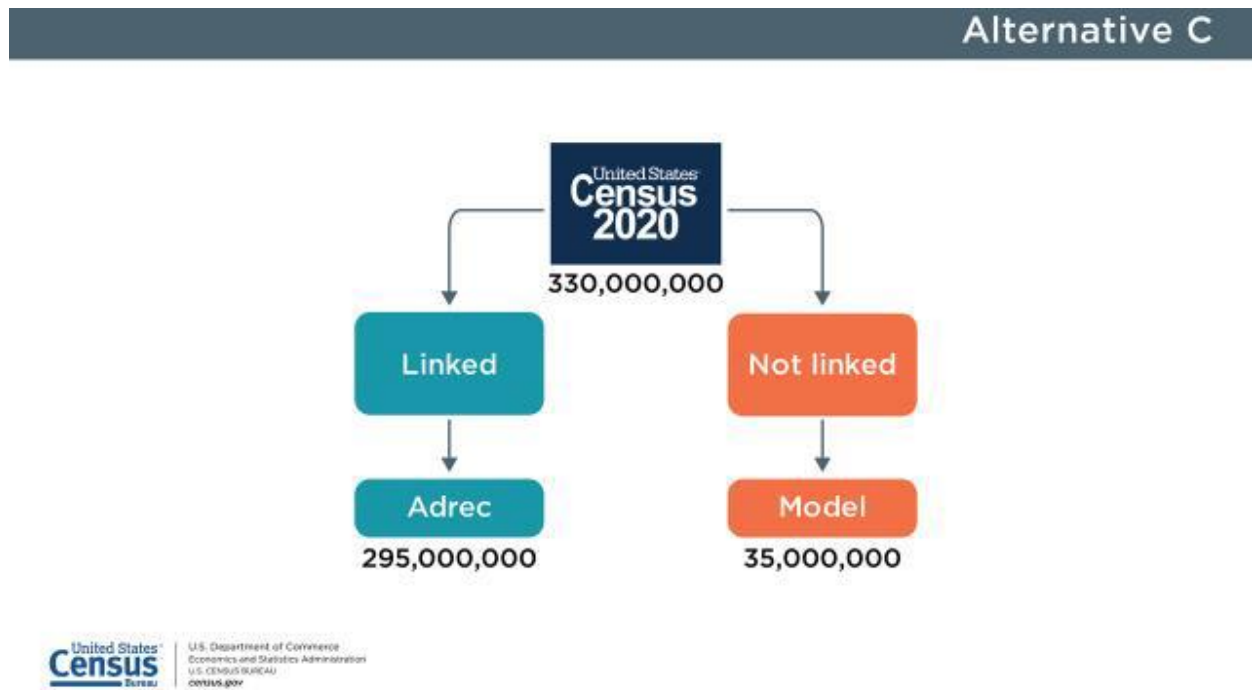 Alternative C
United States
Census
2020
330,000,000
Linked
Not linked
Adrec
Model
295,000,000
35,000,000
United States
Census
Bureau
U.S. Department of Commerce
Economics and Statistics Administration
U.S. CENSUS BUREAU
census.gov